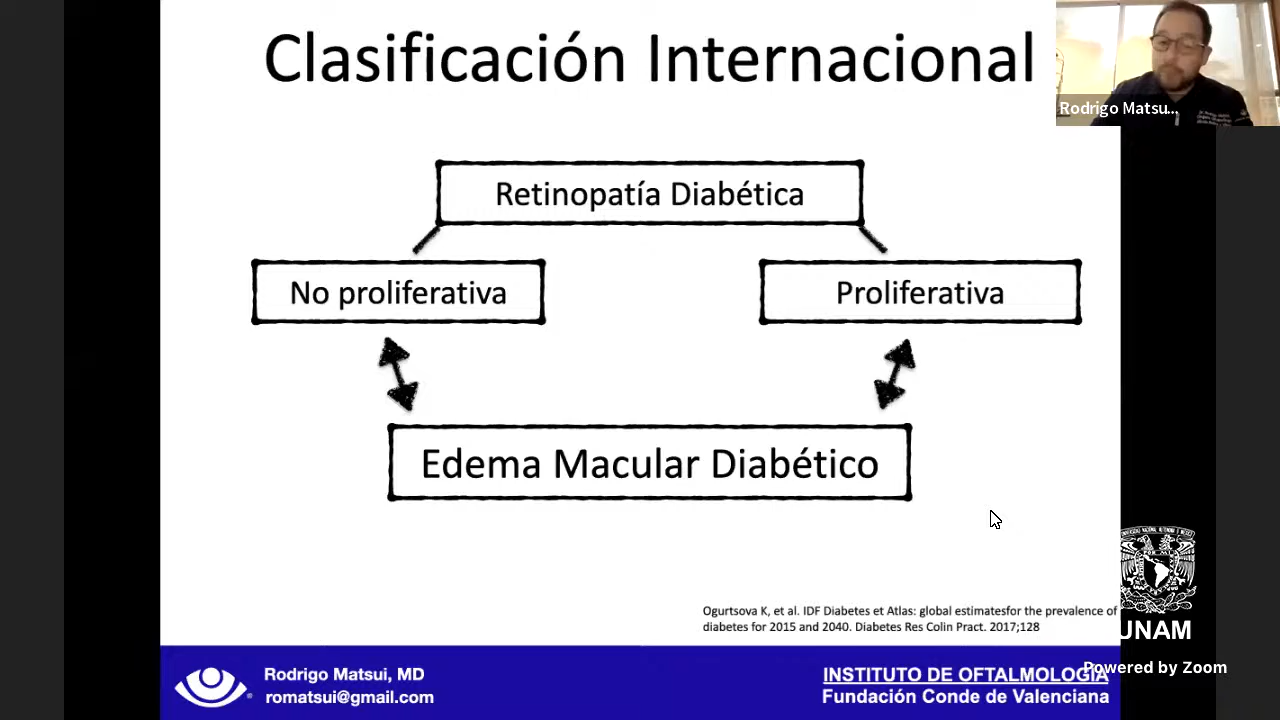 Clasificación Internacional
Rodrigo Matsu...
Retinopatía Diabética
No proliferativa
Proliferativa
Edema Macular Diabético
Ogurtsova K, et al. IDF Diabetes et Atlas: global estimatesfor the prevalence of
diabetes for 2015 and 2040. Diabetes Res Colin Pract. 2017;128
UNAM
Powered by Zoom
Rodrigo Matsui, MD
romatsui@gmail.com
INSTITUTO DE OFTALMOLOGIA
Fundación Conde de Valenciana